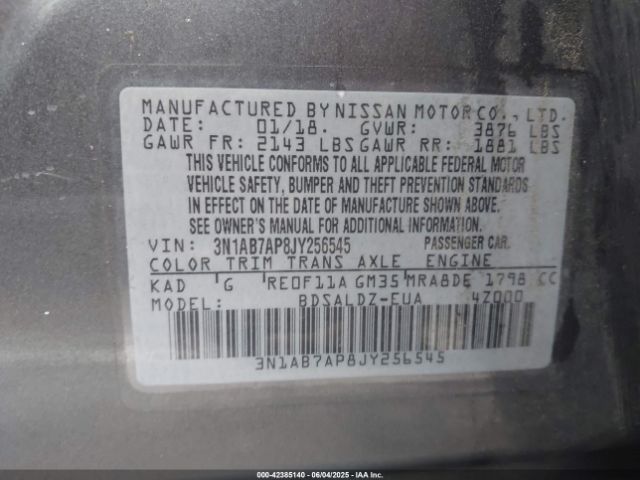 MANUFACTURED BY NISSAN MOTOR CO., LTD.
DATE: 01/18. GVWR: 3876 LBS
GAWR FR: 2143 LBS GAWR RR: 1881 LBS
THIS VEHICLE CONFORMS TO ALL APPLICABLE FEDERAL MOTOR
VEHICLE SAFETY, BUMPER AND THEFT PREVENTION STANDARDS
IN EFFECT ON THE DATE OF MANUFACTURE SHOWN ABOVE.
SEE OWNER'S MANUAL FOR ADDITIONAL INFORMATION.
VIN: 3N1AB7AP8JY256545 PASSENGER CAR.
COLOR TRIM TRANS AXLE ENGINE
KAD G RE0F11A GM35 MRA8DE 1798 CC
MODEL: BDSALDZ-EUA 4Z000
3N1AB7AP8JY256545
000-42385140 | 06/04/2025 - IAA Inc.